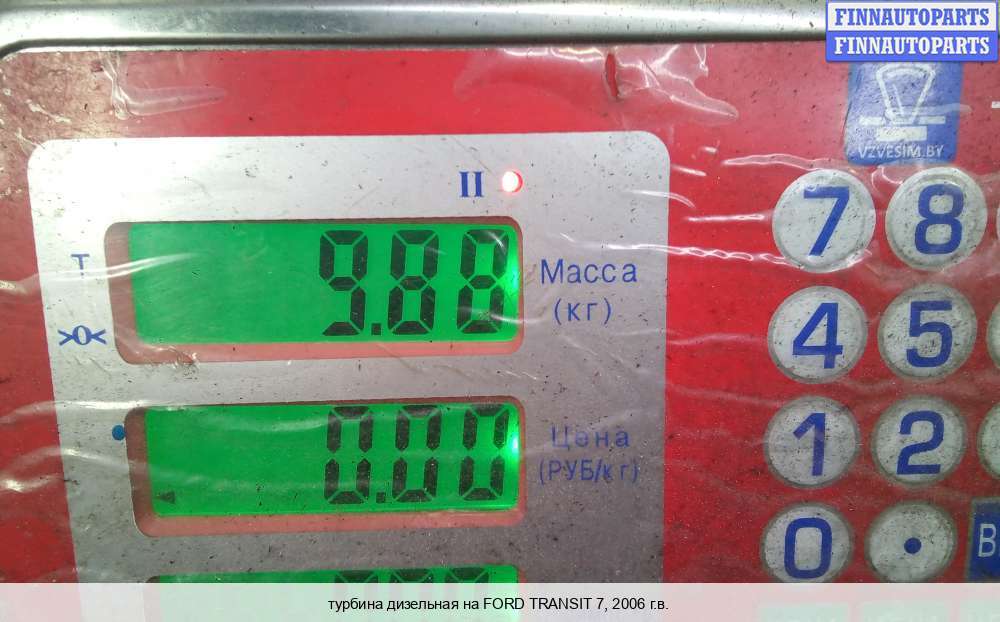 FINNAUTOPARTS
FINNAUTOPARTS
VZVESIM.BY
II
7 8
T
9.88
Масса
(кг)
>0<
4 5
0.00
Цена
(РУБ/кг)
1 2
0 .
В
турбина дизельная на FORD TRANSIT 7, 2006 г.в.